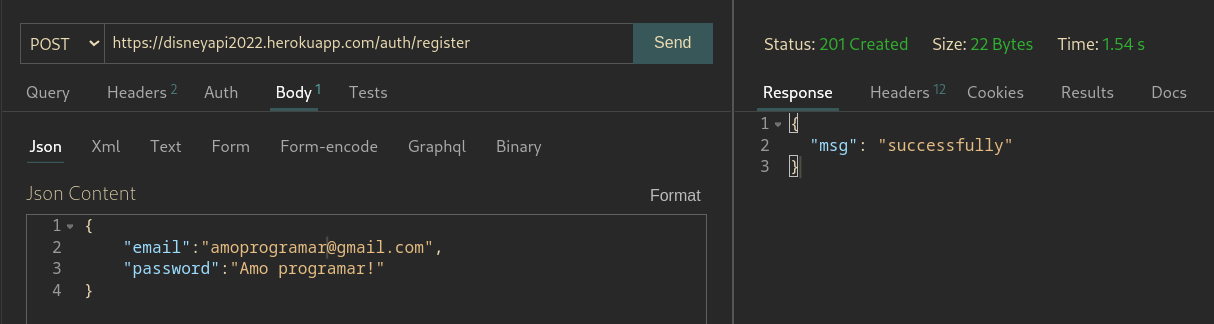 POST https://disneyapi2022.herokuapp.com/auth/register Send
Query Headers 2 Auth Body 1 Tests
Json Xml Text Form Form-encode Graphql Binary
Json Content Format
1 {
2 "email":"amoprogramar@gmail.com",
3 "password":"Amo programar!"
4 }
Status: 201 Created Size: 22 Bytes Time: 1.54 s
Response Headers 12 Cookies Results Docs
1 {
2 "msg": "successfully"
3 }